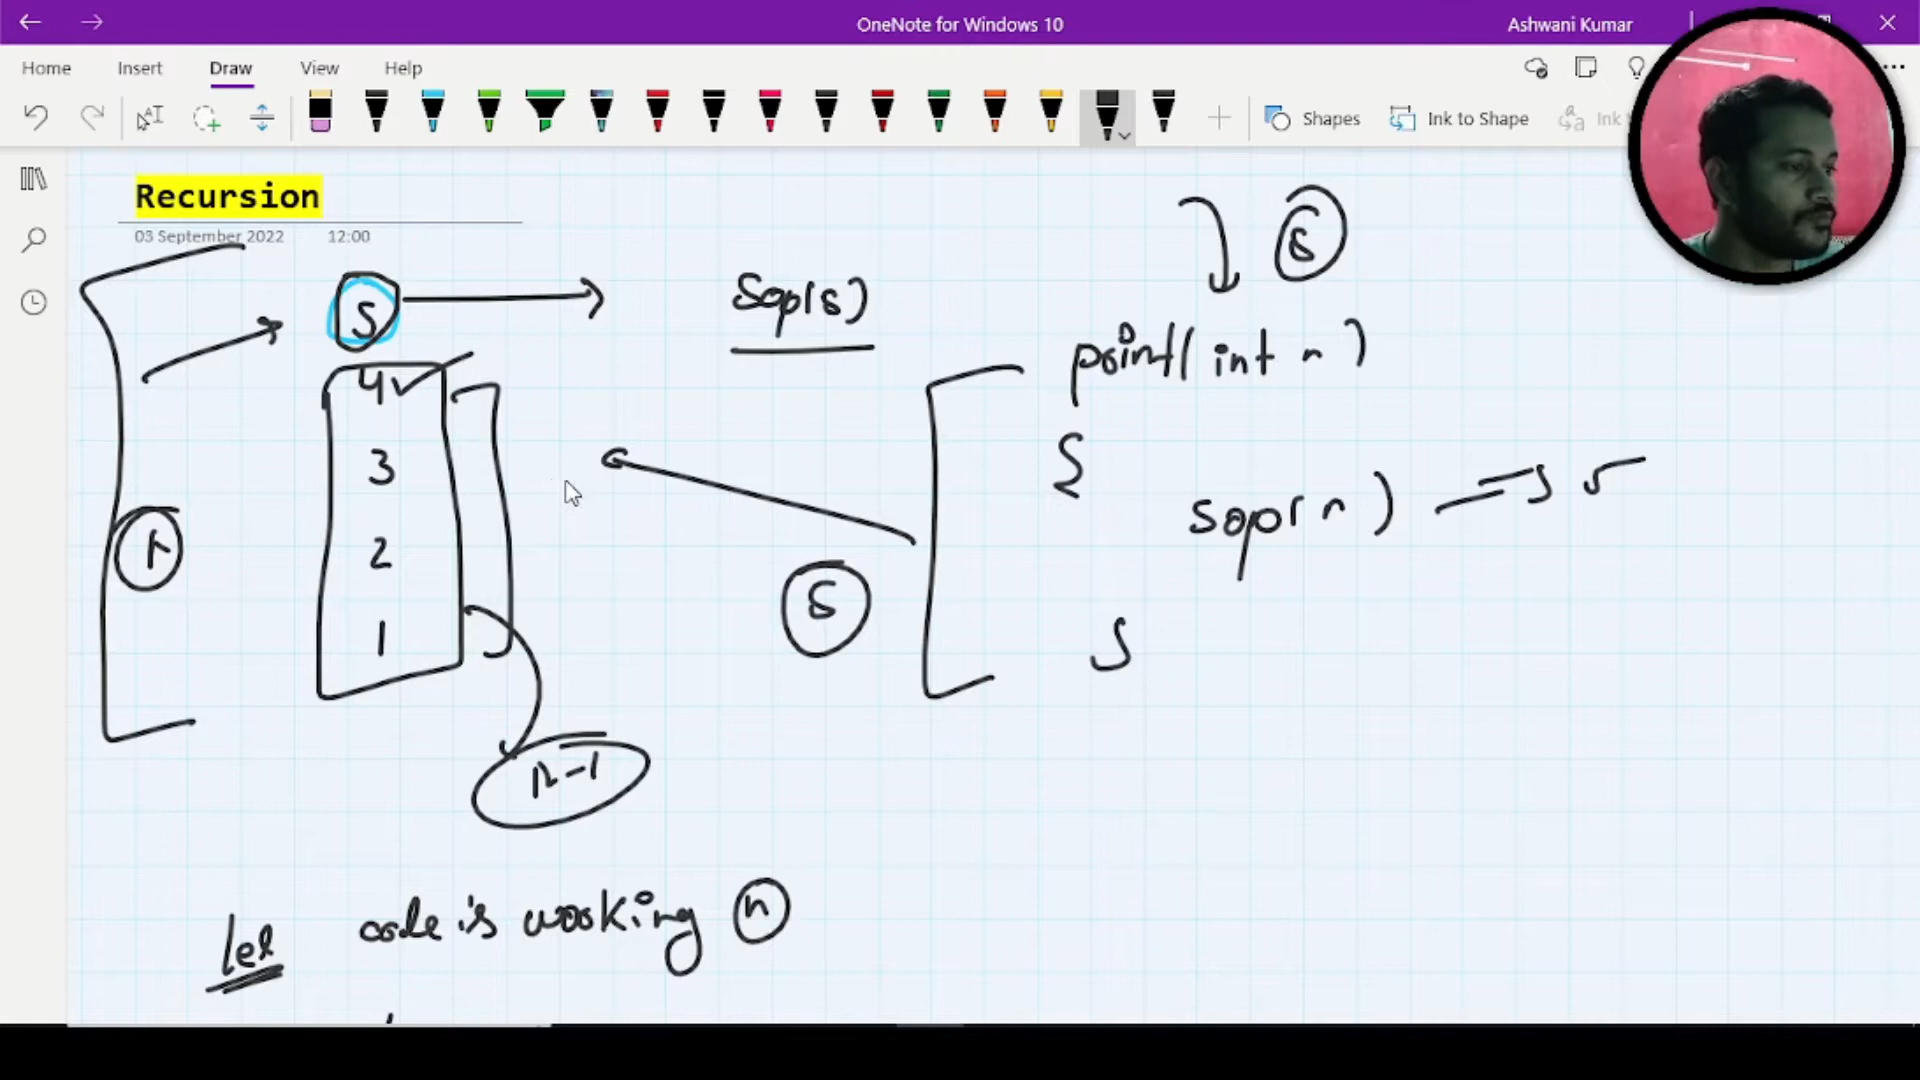 OneNote for Windows 10
Ashwani Kumar
Home Insert Draw View Help
Shapes Ink to Shape Ink
Recursion
03 September 2022 12:00
5 Sop(5) 5
print(int n)
4
{
3
sop(n) => 5
2
5
1
n-1
let code is working n